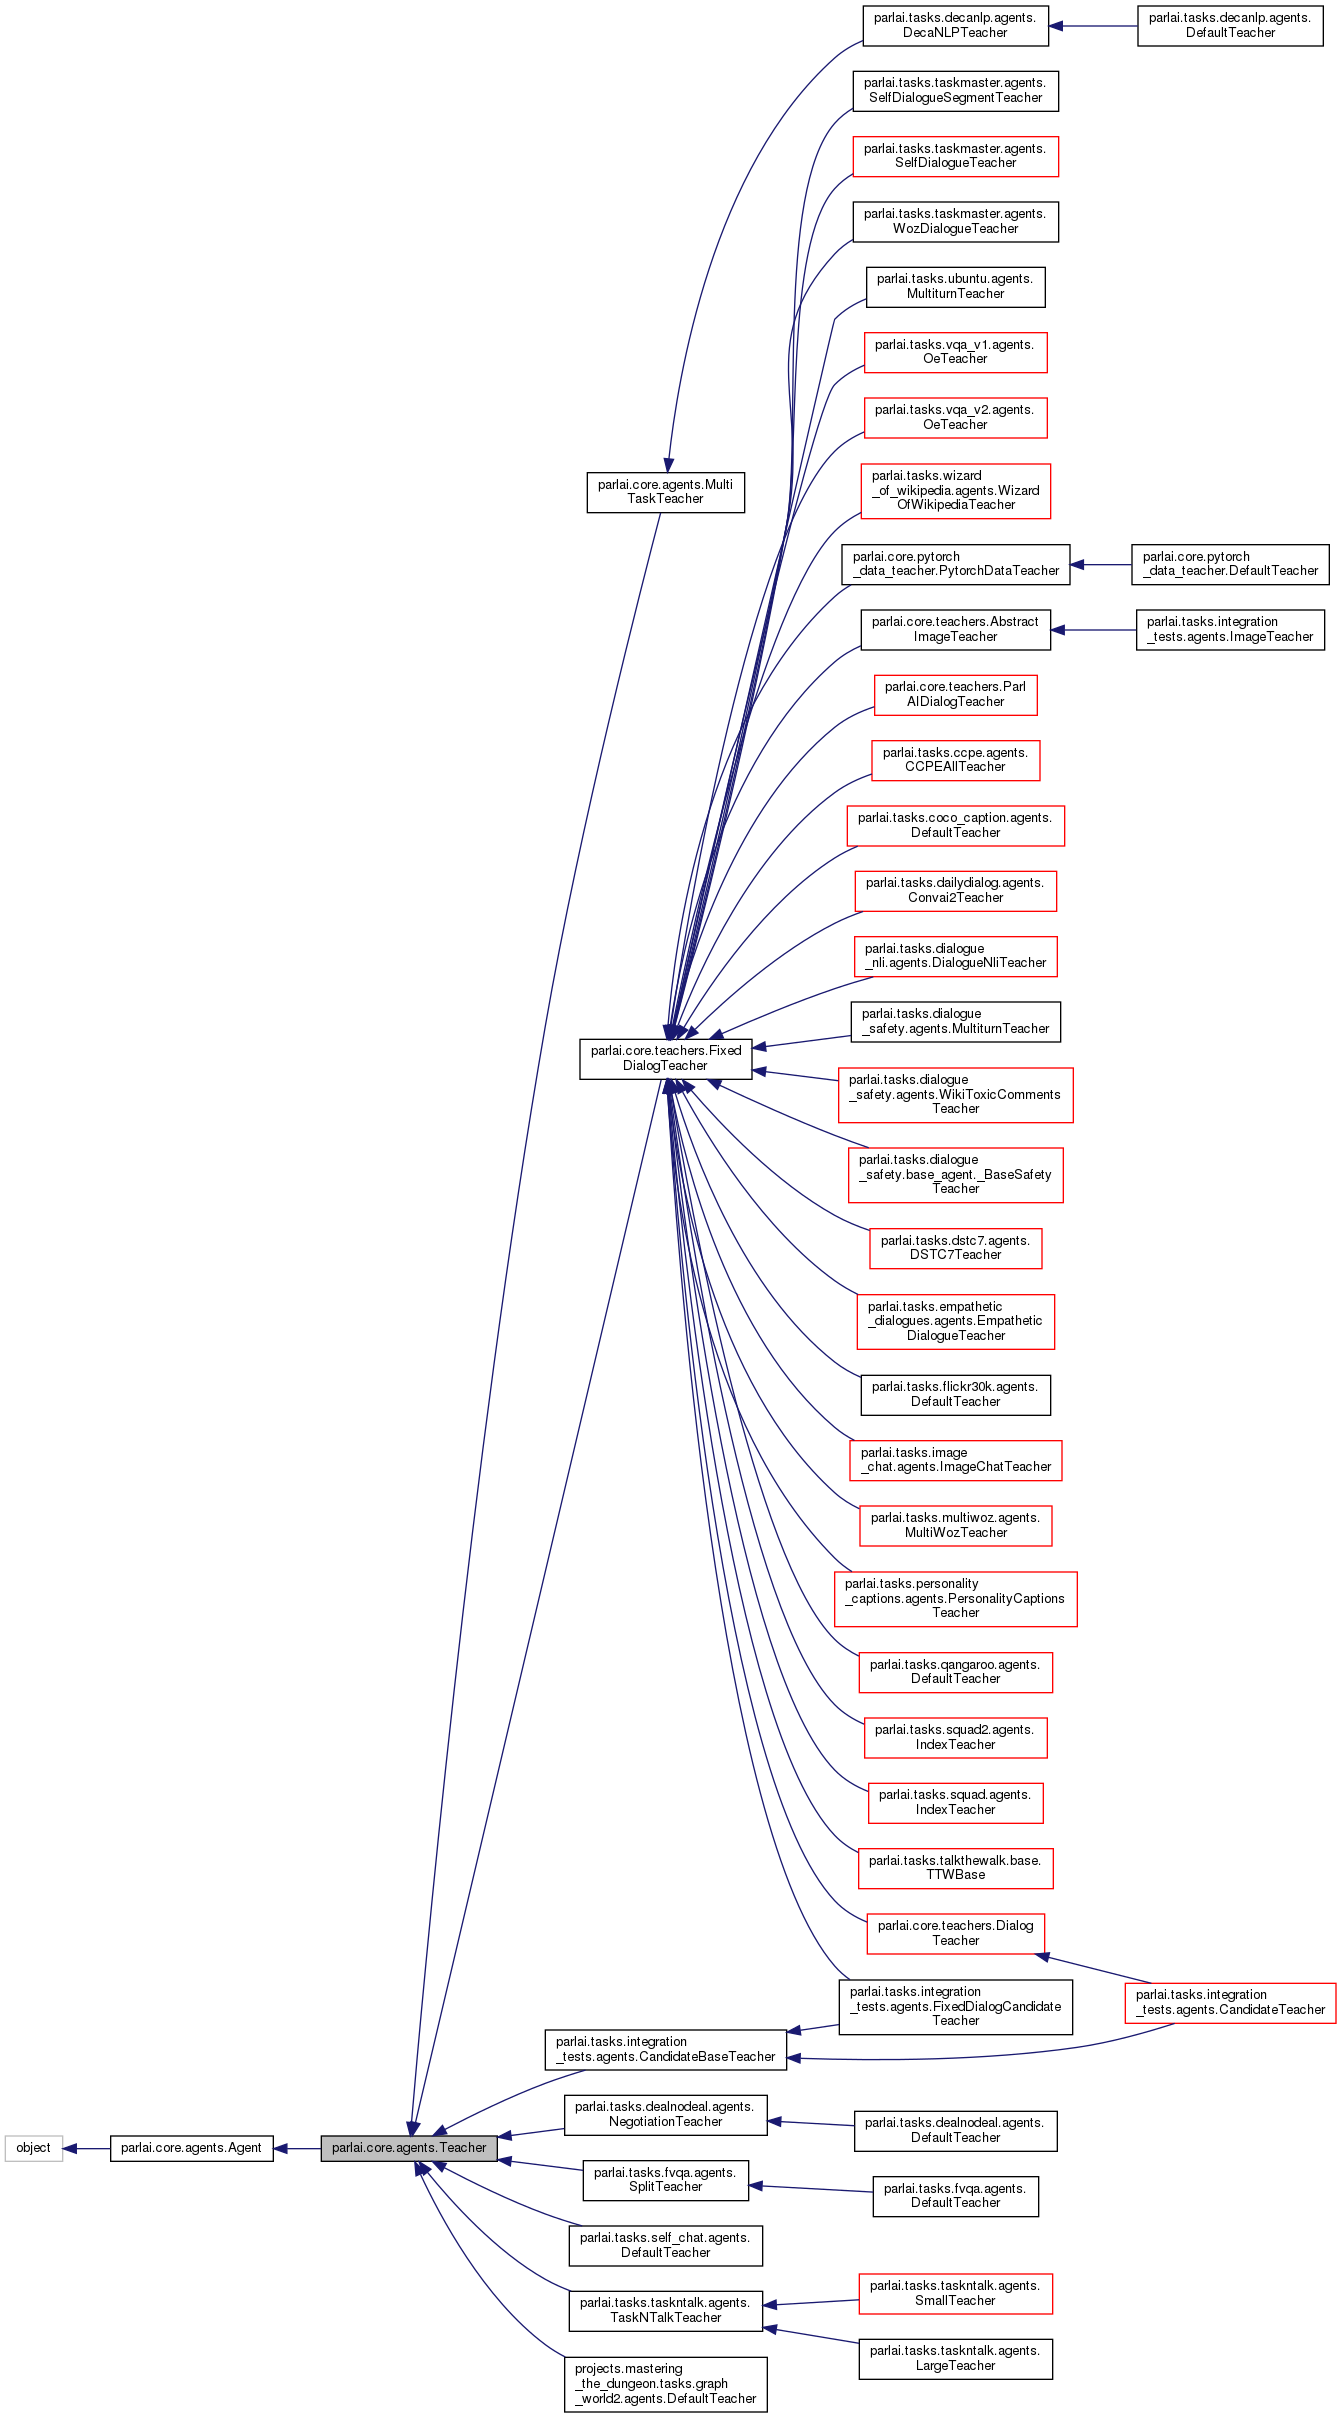 parlai.tasks.decanlp.agents.
DecaNLPTeacher
parlai.tasks.decanlp.agents.
DefaultTeacher
parlai.tasks.taskmaster.agents.
SelfDialogueSegmentTeacher
parlai.tasks.taskmaster.agents.
SelfDialogueTeacher
parlai.tasks.taskmaster.agents.
WozDialogueTeacher
parlai.tasks.ubuntu.agents.
MultiturnTeacher
parlai.tasks.vqa_v1.agents.
OeTeacher
parlai.tasks.vqa_v2.agents.
OeTeacher
parlai.tasks.wizard
_of_wikipedia.agents.Wizard
OfWikipediaTeacher
parlai.core.agents.Multi
TaskTeacher
parlai.core.pytorch
_data_teacher.PytorchDataTeacher
parlai.core.pytorch
_data_teacher.DefaultTeacher
parlai.core.teachers.Abstract
ImageTeacher
parlai.tasks.integration
_tests.agents.ImageTeacher
parlai.core.teachers.Parl
AIDialogTeacher
parlai.tasks.ccpe.agents.
CCPEAllTeacher
parlai.tasks.coco_caption.agents.
DefaultTeacher
parlai.tasks.dailydialog.agents.
Convai2Teacher
parlai.tasks.dialogue
_nli.agents.DialogueNliTeacher
parlai.tasks.dialogue
_safety.agents.MultiturnTeacher
parlai.core.teachers.Fixed
DialogTeacher
parlai.tasks.dialogue
_safety.agents.WikiToxicComments
Teacher
parlai.tasks.dialogue
_safety.base_agent._BaseSafety
Teacher
parlai.tasks.dstc7.agents.
DSTC7Teacher
parlai.tasks.empathetic
_dialogues.agents.Empathetic
DialogueTeacher
parlai.tasks.flickr30k.agents.
DefaultTeacher
parlai.tasks.image
_chat.agents.ImageChatTeacher
parlai.tasks.multiwoz.agents.
MultiWozTeacher
parlai.tasks.personality
_captions.agents.PersonalityCaptions
Teacher
parlai.tasks.qangaroo.agents.
DefaultTeacher
parlai.tasks.squad2.agents.
IndexTeacher
parlai.tasks.squad.agents.
IndexTeacher
parlai.tasks.talkthewalk.base.
TTWBase
parlai.core.teachers.Dialog
Teacher
parlai.tasks.integration
_tests.agents.FixedDialogCandidate
Teacher
parlai.tasks.integration
_tests.agents.CandidateTeacher
parlai.tasks.integration
_tests.agents.CandidateBaseTeacher
parlai.tasks.dealnodeal.agents.
NegotiationTeacher
parlai.tasks.dealnodeal.agents.
DefaultTeacher
object
parlai.core.agents.Agent
parlai.core.agents.Teacher
parlai.tasks.fvqa.agents.
SplitTeacher
parlai.tasks.fvqa.agents.
DefaultTeacher
parlai.tasks.self_chat.agents.
DefaultTeacher
parlai.tasks.taskntalk.agents.
TaskNTalkTeacher
parlai.tasks.taskntalk.agents.
SmallTeacher
parlai.tasks.taskntalk.agents.
LargeTeacher
projects.mastering
_the_dungeon.tasks.graph
_world2.agents.DefaultTeacher